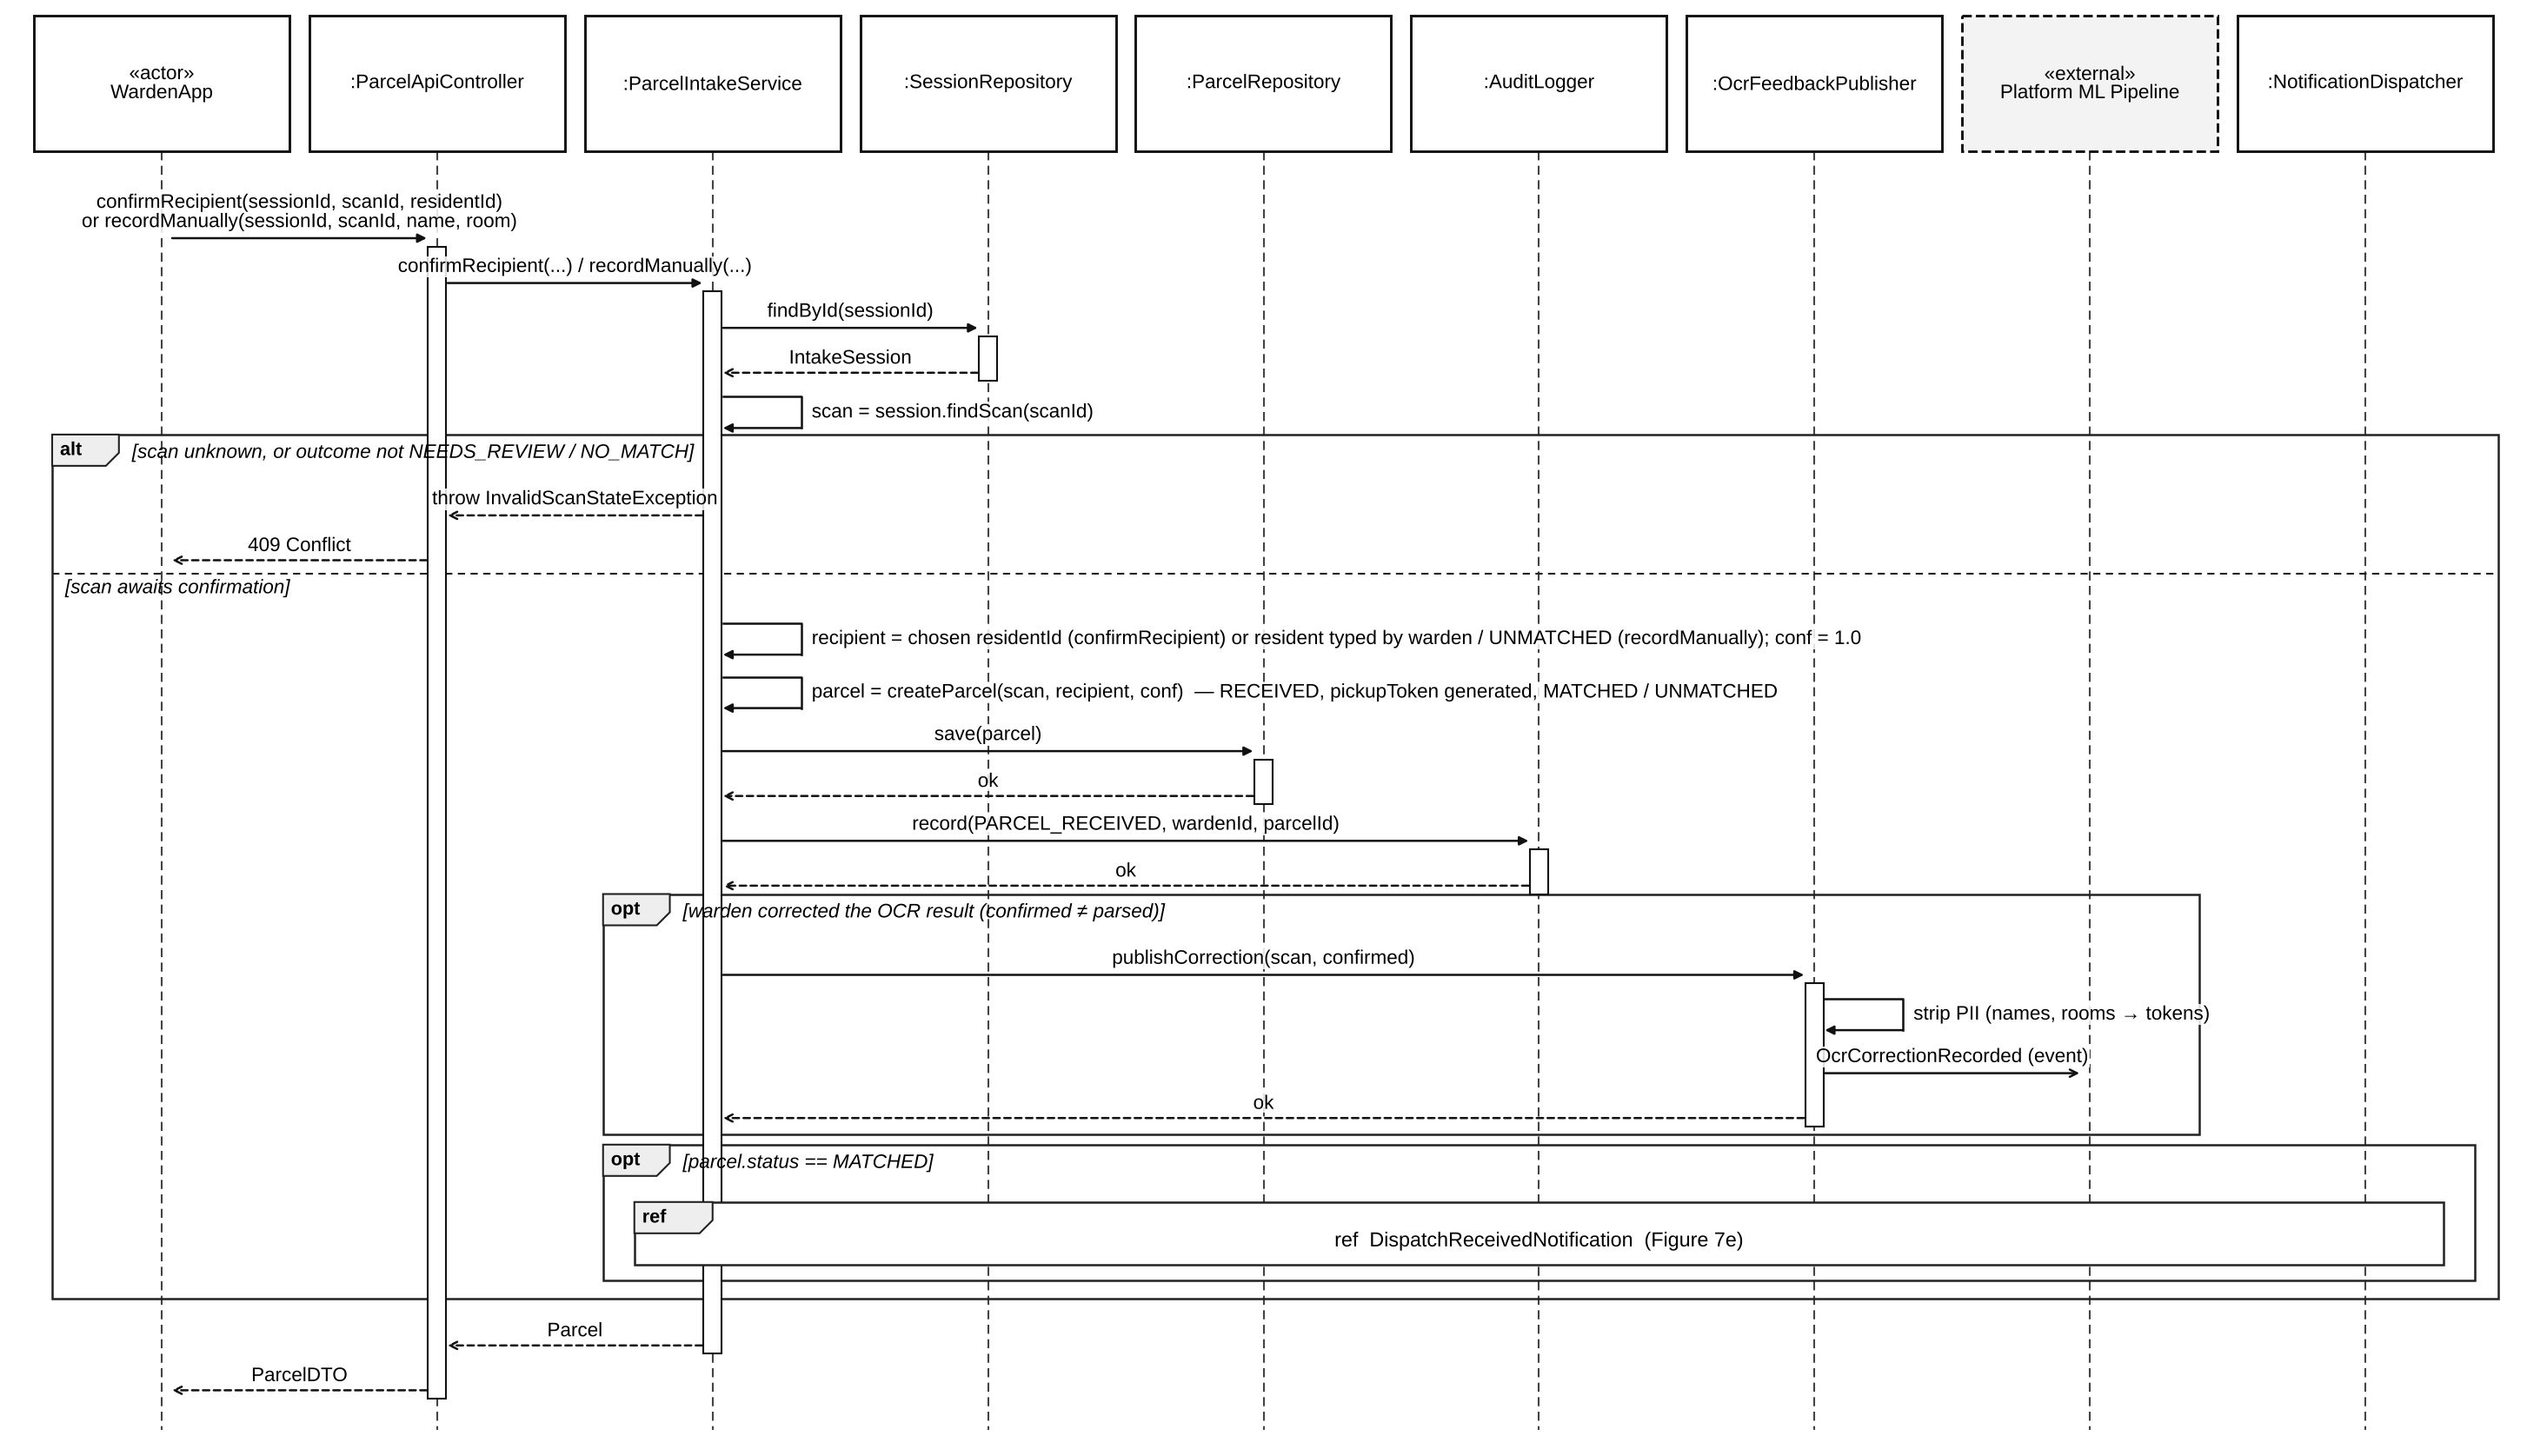 «actor»
WardenApp
:ParcelApiController
:ParcelIntakeService
:SessionRepository
:ParcelRepository
:AuditLogger
:OcrFeedbackPublisher
«external»
Platform ML Pipeline
:NotificationDispatcher
confirmRecipient(sessionId, scanId, residentId)
or recordManually(sessionId, scanId, name, room)
confirmRecipient(...) / recordManually(...)
findById(sessionId)
IntakeSession
scan = session.findScan(scanId)
alt
[scan unknown, or outcome not NEEDS_REVIEW / NO_MATCH]
throw InvalidScanStateException
409 Conflict
[scan awaits confirmation]
recipient = chosen residentId (confirmRecipient) or resident typed by warden / UNMATCHED (recordManually); conf = 1.0
parcel = createParcel(scan, recipient, conf) — RECEIVED, pickupToken generated, MATCHED / UNMATCHED
save(parcel)
ok
record(PARCEL_RECEIVED, wardenId, parcelId)
ok
opt
[warden corrected the OCR result (confirmed ≠ parsed)]
publishCorrection(scan, confirmed)
strip PII (names, rooms → tokens)
OcrCorrectionRecorded (event)
ok
opt
[parcel.status == MATCHED]
ref
ref DispatchReceivedNotification (Figure 7e)
Parcel
ParcelDTO